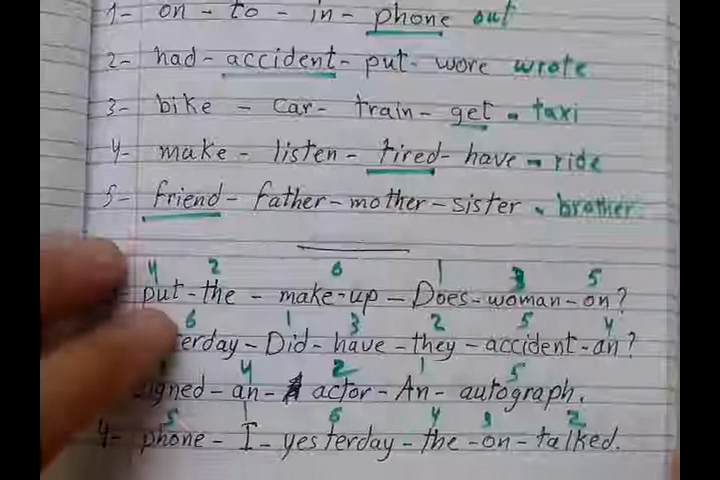 1- on - to - in - phone out
2- had - accident - put - wore wrote
3- bike - car - train - get - taxi
4- make - listen - tired - have - ride
5- friend - father - mother - sister - brother
4 2 6 1 3 5
put - the - make-up - Does - woman - on?
6 1 3 2 5 4
terday - Did - have - they - accident - an?
4 2 1 5
igned - an - actor - An - autograph.
5 1 6 4 3 2
4- phone - I - yesterday - the - on - talked.